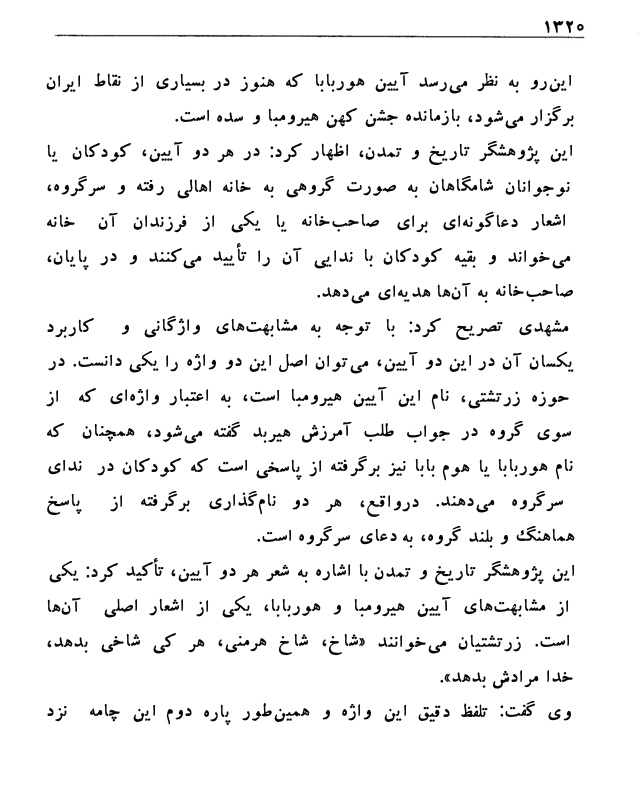 ۱۳۲۰
این‌رو به نظر می‌رسد آیین هوربابا که هنوز در بسیاری از نقاط ایران
برگزار می‌شود، بازمانده جشن کهن هیرومبا و سده است.
این پژوهشگر تاریخ و تمدن، اظهار کرد: در هر دو آیین، کودکان یا
نوجوانان شامگاهان به صورت گروهی به خانه اهالی رفته و سرگروه،
اشعار دعاگونه‌ای برای صاحب‌خانه یا یکی از فرزندان آن خانه
می‌خواند و بقیه کودکان با ندایی آن را تأیید می‌کنند و در پایان،
صاحب‌خانه به آن‌ها هدیه‌ای می‌دهد.
مشهدی تصریح کرد: با توجه به مشابهت‌های واژگانی و کاربرد
یکسان آن در این دو آیین، می‌توان اصل این دو واژه را یکی دانست. در
حوزه زرتشتی، نام این آیین هیرومبا است، به اعتبار واژه‌ای که از
سوی گروه در جواب طلب آمرزش هیربد گفته می‌شود، همچنان که
نام هوربابا یا هوم بابا نیز برگرفته از پاسخی است که کودکان در ندای
سرگروه می‌دهند. درواقع، هر دو نام‌گذاری برگرفته از پاسخ
هماهنگ و بلند گروه، به دعای سرگروه است.
این پژوهشگر تاریخ و تمدن با اشاره به شعر هر دو آیین، تأکید کرد: یکی
از مشابهت‌های آیین هیرومبا و هوربابا، یکی از اشعار اصلی آن‌ها
است. زرتشتیان می‌خوانند «شاخ، شاخ هرمنی، هر کی شاخی بدهد،
خدا مرادش بدهد».
وی گفت: تلفظ دقیق این واژه و همین‌طور پاره دوم این چامه نزد